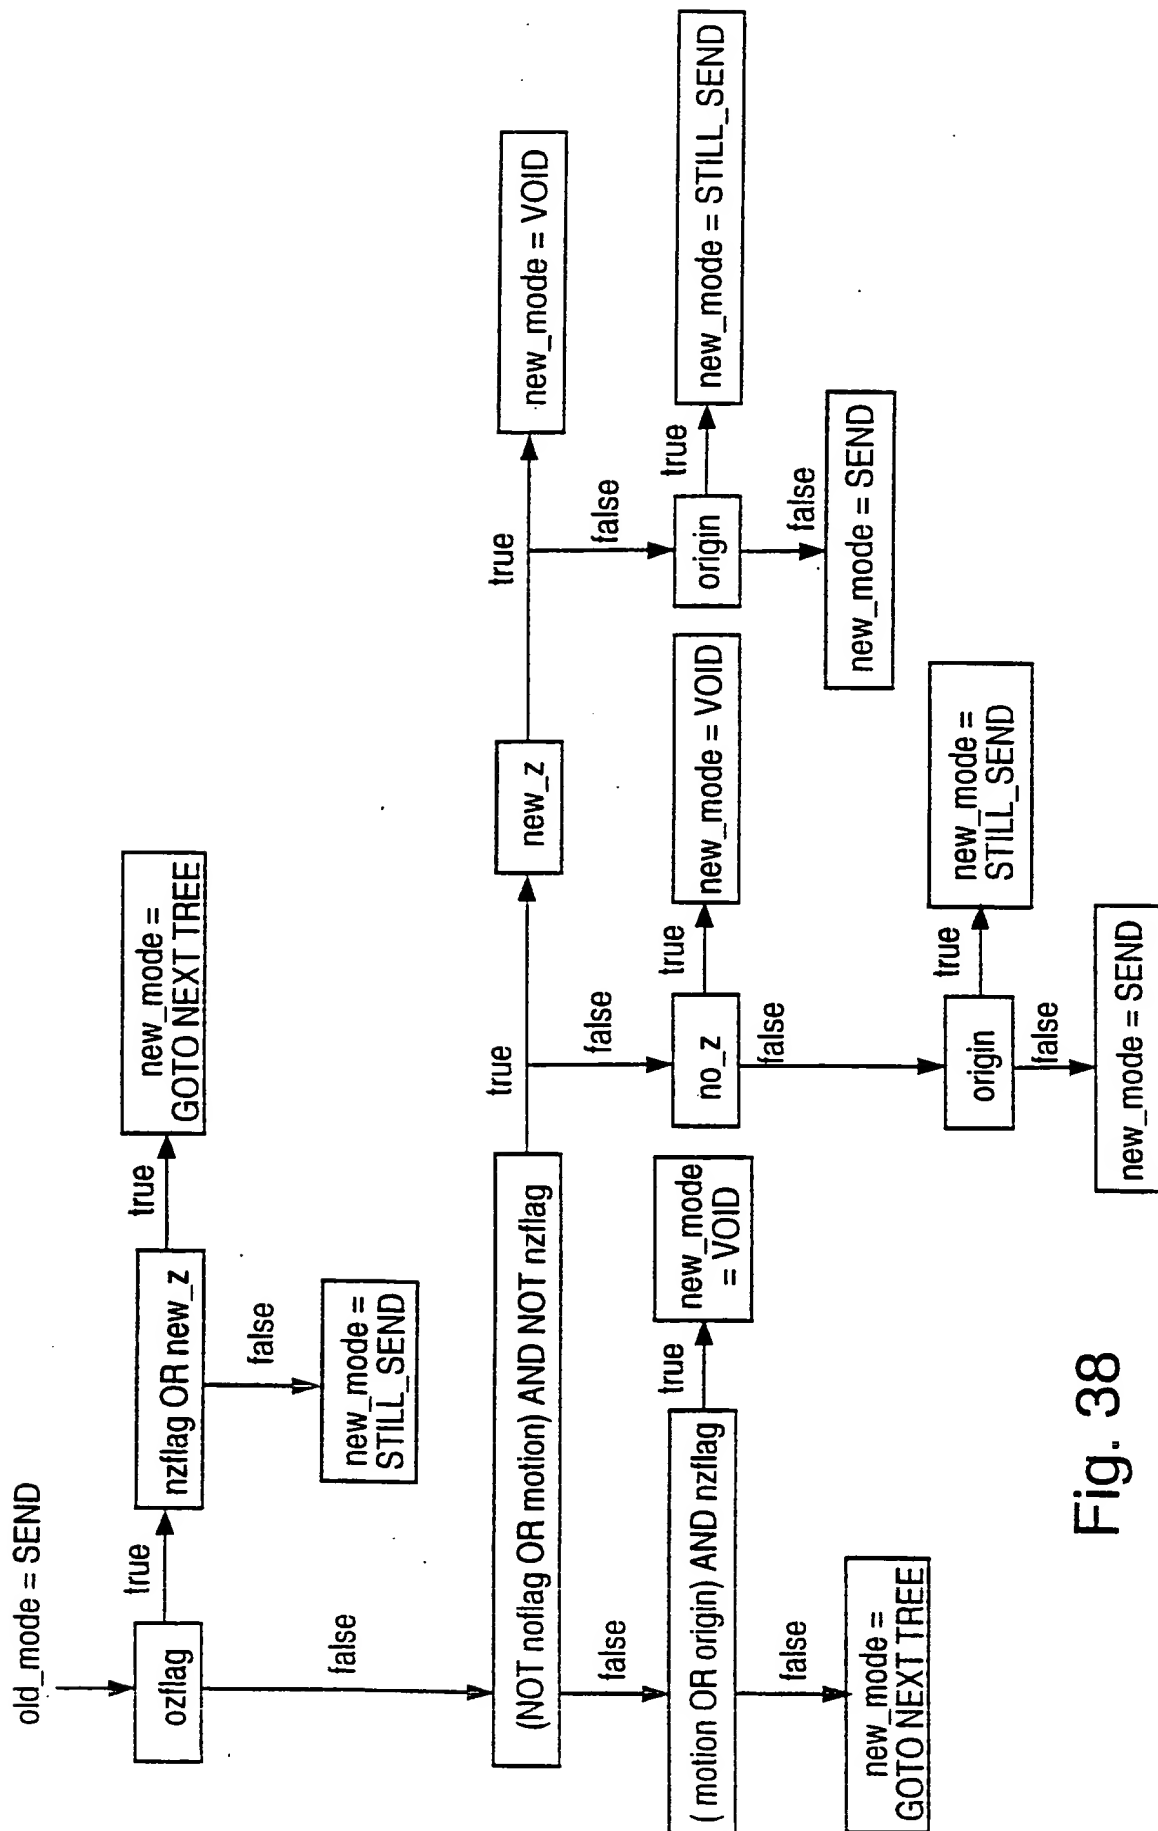 old_mode = SEND
ozflag
true
nzflag OR new_z
true
new_mode =
GOTO NEXT TREE
false
new_mode =
STILL_SEND
false
(NOT noflag OR motion) AND NOT nzflag
true
new_z
true
new_mode = VOID
false
origin
true
new_mode = STILL_SEND
false
new_mode = SEND
false
no_z
true
new_mode = VOID
false
origin
true
new_mode =
STILL_SEND
false
new_mode = SEND
false
( motion OR origin) AND nzflag
true
new_mode
= VOID
false
new_mode =
GOTO NEXT TREE
Fig. 38